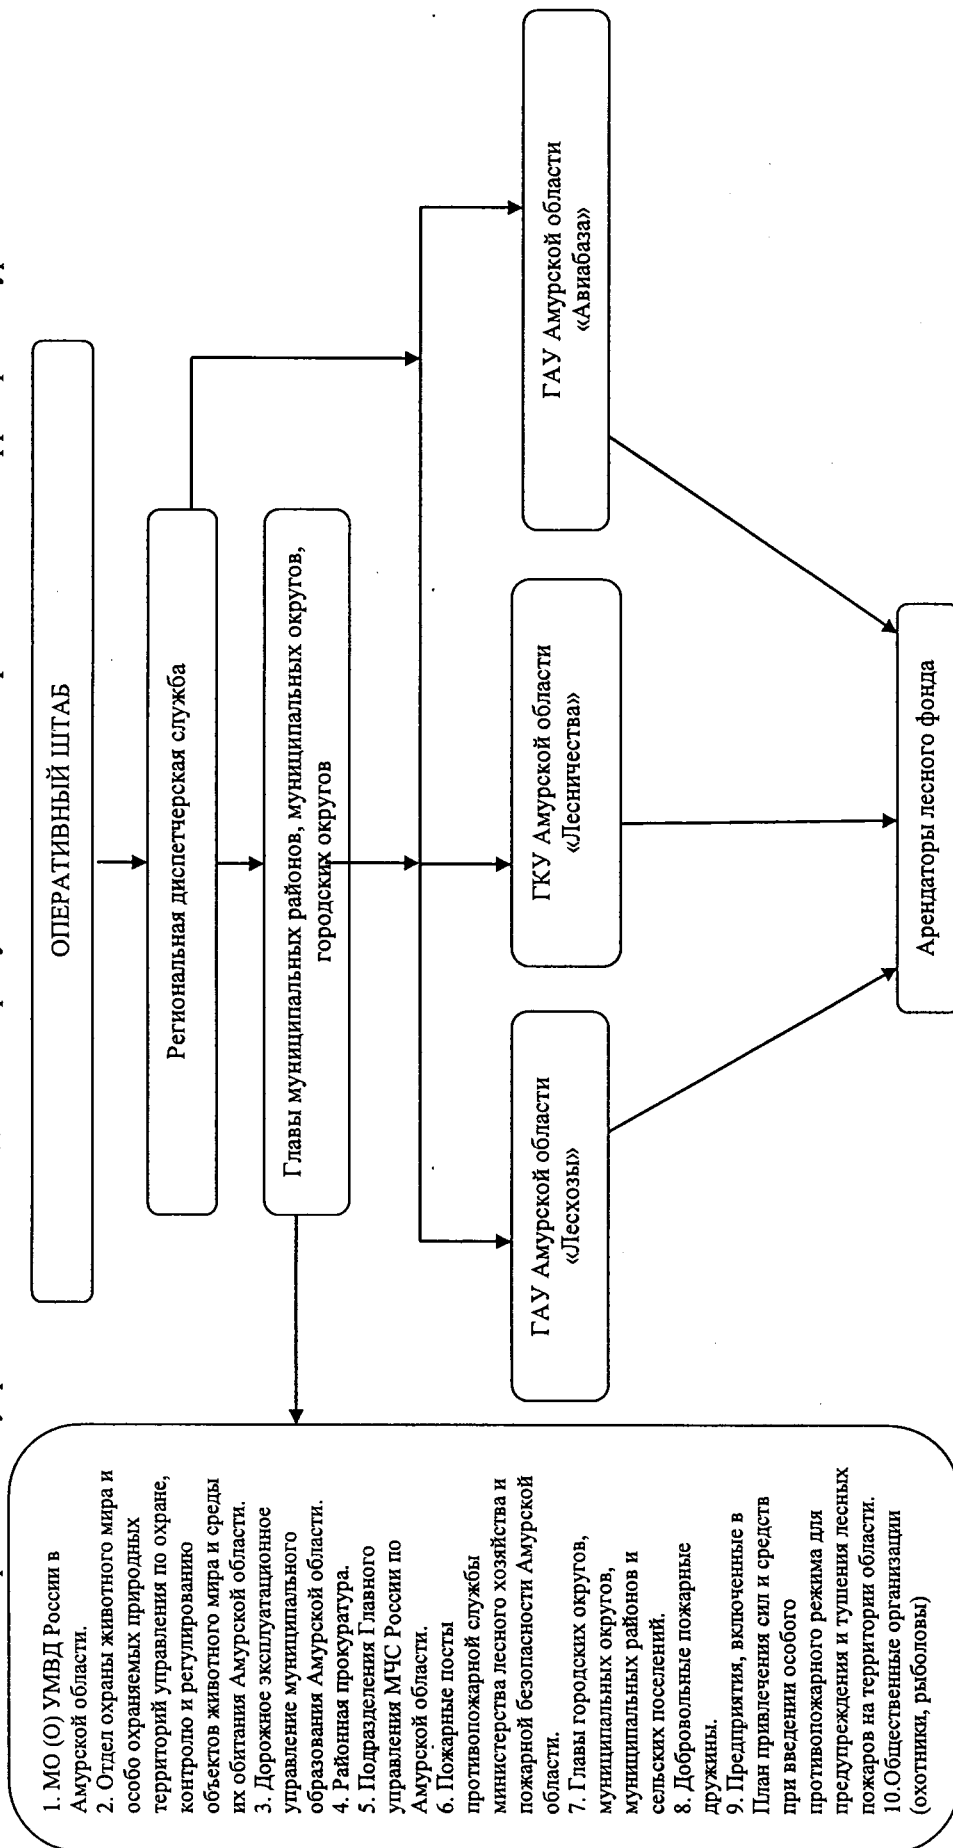 ОПЕРАТИВНЫЙ ШТАБ
Региональная диспетчерская служба
Главы муниципальных районов, муниципальных округов,
городских округов
ГАУ Амурской области
«Лесхозы»
ГКУ Амурской области
«Лесничества»
ГАУ Амурской области
«Авиабаза»
Арендаторы лесного фонда
1. МО (О) УМВД России в
Амурской области.
2. Отдел охраны животного мира и
особо охраняемых природных
территорий управления по охране,
контролю и регулированию
объектов животного мира и среды
их обитания Амурской области.
3. Дорожное эксплуатационное
управление муниципального
образования Амурской области.
4. Районная прокуратура.
5. Подразделения Главного
управления МЧС России по
Амурской области.
6. Пожарные посты
противопожарной службы
министерства лесного хозяйства и
пожарной безопасности Амурской
области.
7. Главы городских округов,
муниципальных округов,
муниципальных районов и
сельских поселений.
8. Добровольные пожарные
дружины.
9. Предприятия, включенные в
План привлечения сил и средств
при введении особого
противопожарного режима для
предупреждения и тушения лесных
пожаров на территории области.
10.Общественные организации
(охотники, рыболовы)